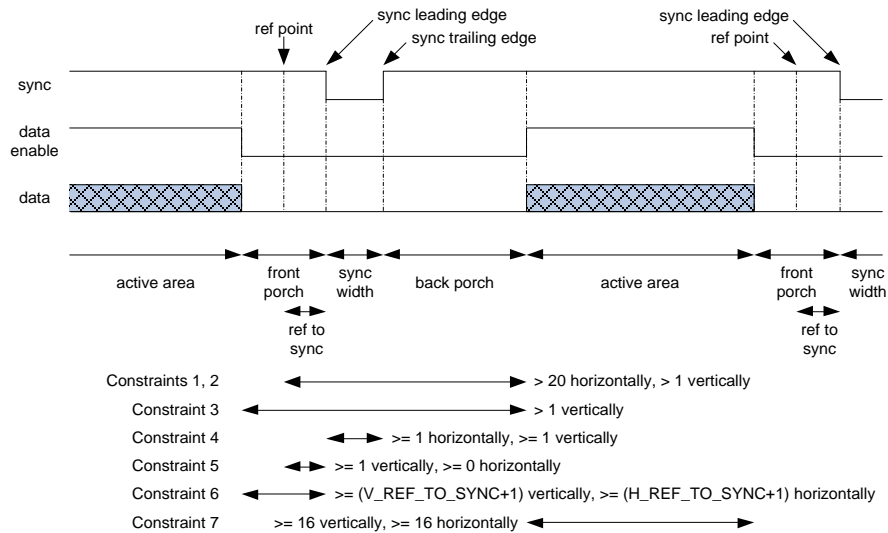 sync leading edge
sync leading edge
ref point
sync trailing edge
ref point
sync
data
enable
data
active area
front
porch
sync
width
back porch
active area
front
porch
sync
width
ref to
sync
ref to
sync
Constraints 1, 2
> 20 horizontally, > 1 vertically
Constraint 3
> 1 vertically
Constraint 4
>= 1 horizontally, >= 1 vertically
Constraint 5
>= 1 vertically, >= 0 horizontally
Constraint 6
>= (V_REF_TO_SYNC+1) vertically, >= (H_REF_TO_SYNC+1) horizontally
Constraint 7
>= 16 vertically, >= 16 horizontally